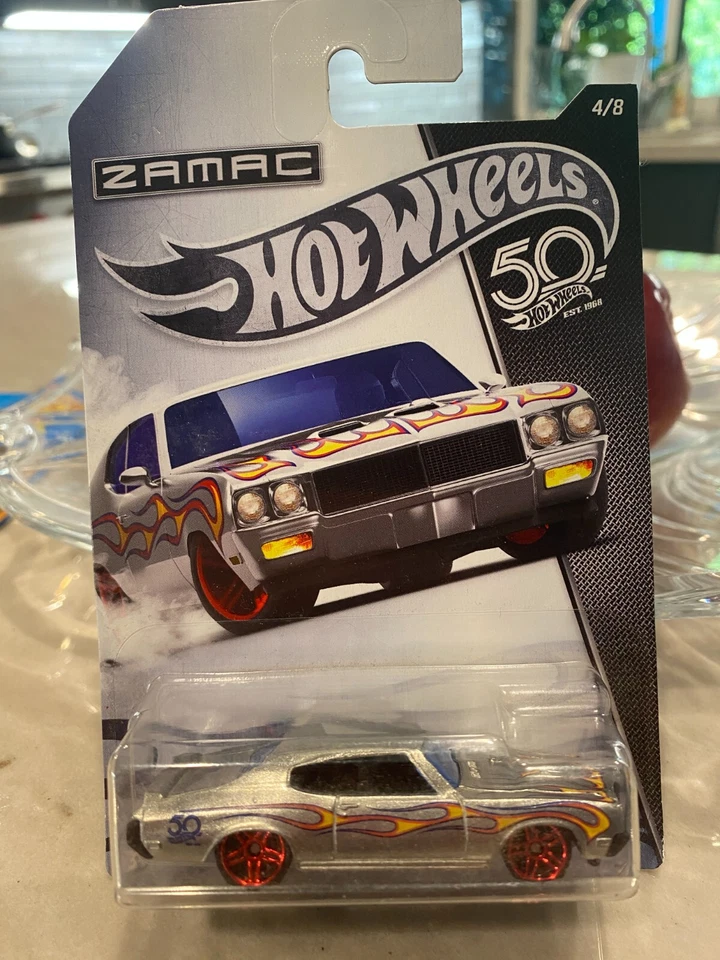 4/8
ZAMAC
HOT WHEELS®
50
HOT WHEELS
EST. 1968
50